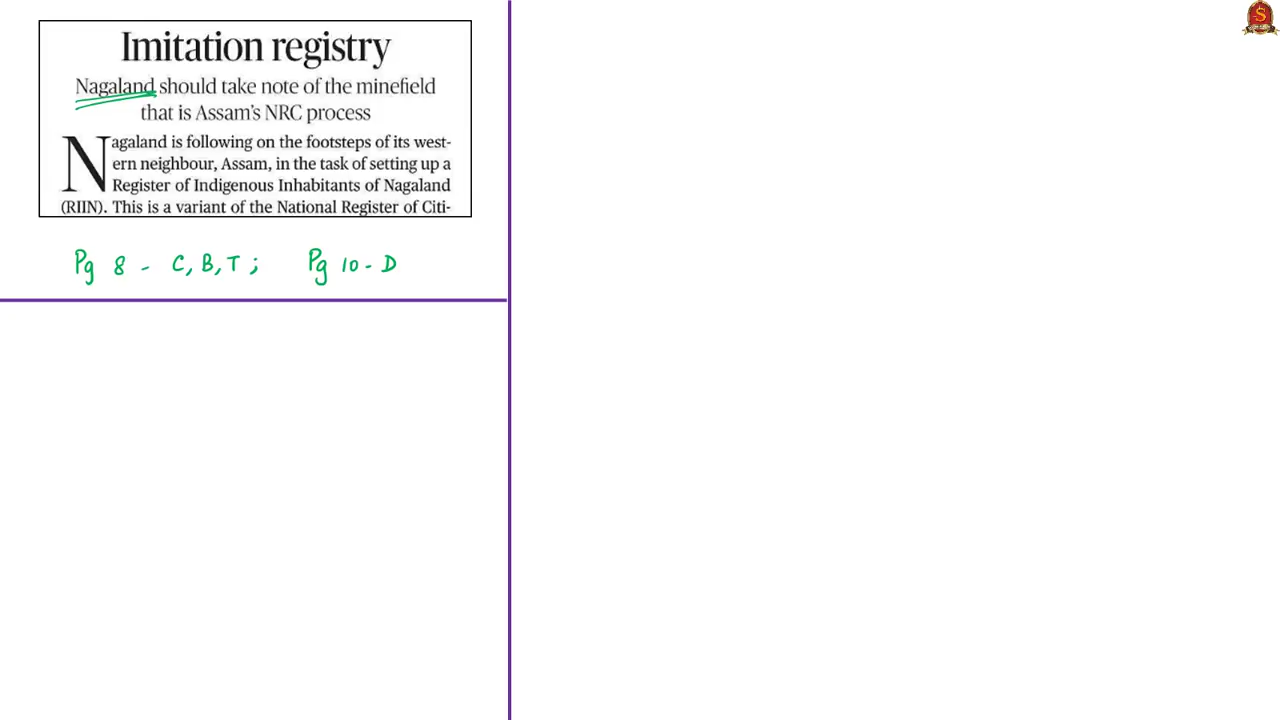 Imitation registry
Nagaland should take note of the minefield
that is Assam's NRC process
Nagaland is following on the footsteps of its west-
ern neighbour, Assam, in the task of setting up a
Register of Indigenous Inhabitants of Nagaland
(RIIN). This is a variant of the National Register of Citi-
Pg 8 - C, B, T ; Pg 10 - D